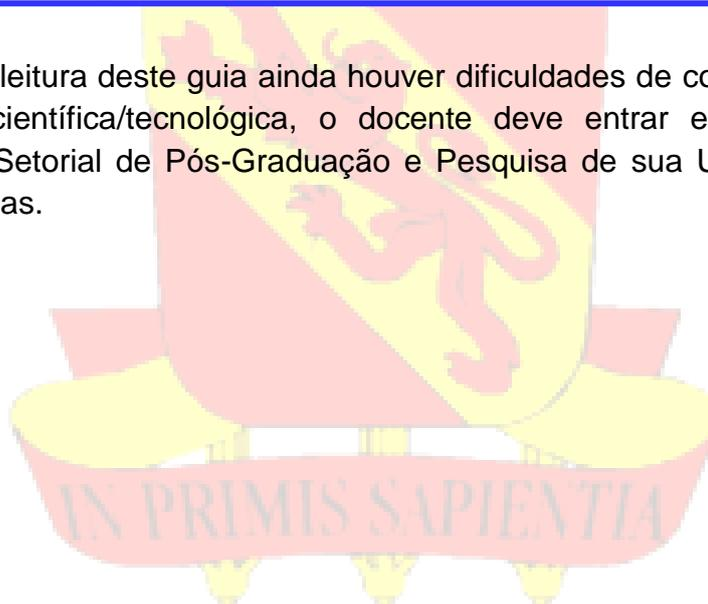 leitura deste guia ainda houver dificuldades de co
científica/tecnológica, o docente deve entrar e
Setorial de Pós-Graduação e Pesquisa de sua U
as.
IN PRIMIS SAPIENTIA